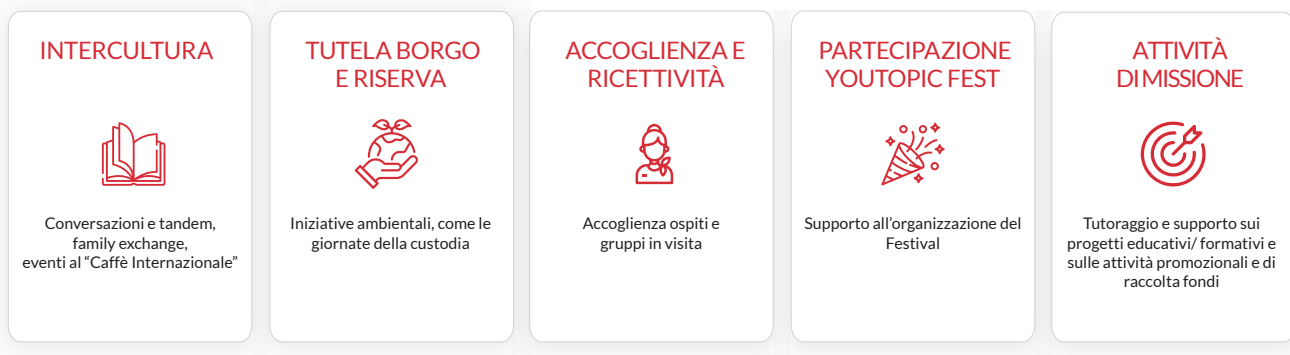 INTERCULTURA
Conversazioni e tandem,
family exchange,
eventi al “Caffè Internazionale”
TUTELA BORGO
E RISERVA
Iniziative ambientali, come le
giornate della custodia
ACCOGLIENZA E
RICETTIVITÀ
Accoglienza ospiti e
gruppi in visita
PARTECIPAZIONE
YOUTOPIC FEST
Supporto all’organizzazione del
Festival
ATTIVITÀ
DI MISSIONE
Tutoraggio e supporto sui
progetti educativi/ formativi e
sulle attività promozionali e di
raccolta fondi